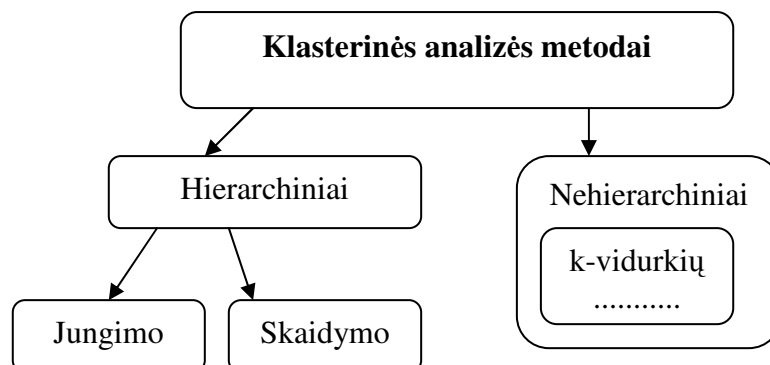 Klasterinės analizės metodai
Hierarchiniai
Nehierarchiniai
k-vidurkių
...........
Jungimo
Skaidymo